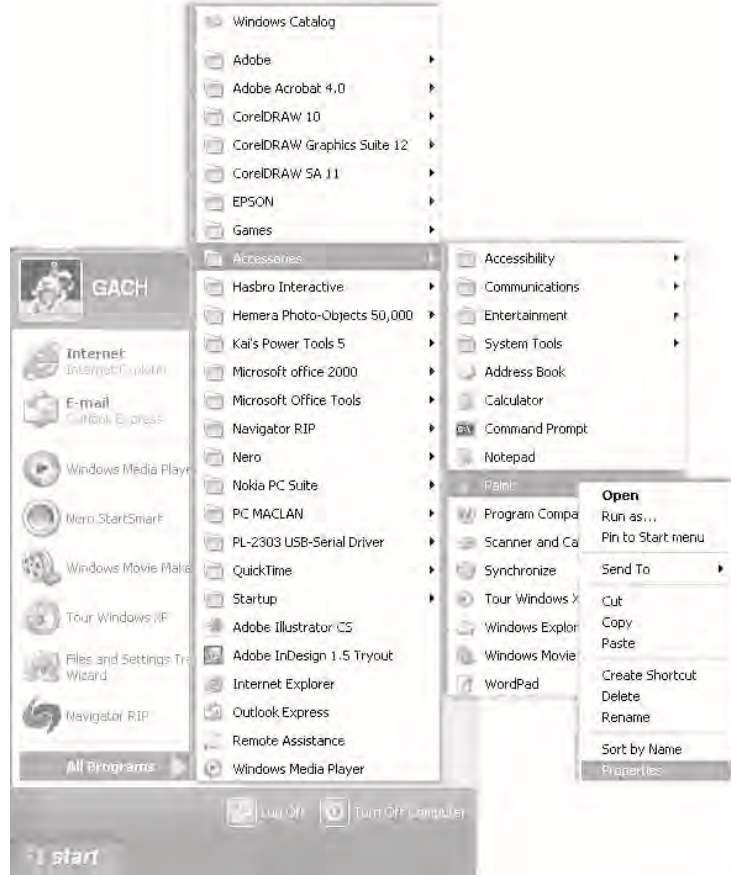 Windows Catalog
Adobe
Adobe Acrobat 4.0
CorelDRAW 10
CorelDRAW Graphics Suite 12
CorelDRAW SA 11
EPSON
Games
Accessories
Hasbro Interactive
Hemera Photo-Objects 50,000
Kai's Power Tools 5
Microsoft office 2000
Microsoft Office Tools
Navigator RIP
Nero
Nokia PC Suite
PC MACLAN
PL-2303 USB-Serial Driver
QuickTime
Startup
Adobe Illustrator CS
Adobe InDesign 1.5 Tryout
Internet Explorer
Outlook Express
Remote Assistance
Windows Media Player
GACH
Internet
Internet Explorer
E-mail
Outlook Express
Windows Media Playe
Nero StartSmart
Windows Movie Make
Tour Windows XP
Files and Settings Tr
Wizard
Navigator RIP
All Programs
Accessibility
Communications
Entertainment
System Tools
Address Book
Calculator
Command Prompt
Notepad
Paint
Program Compa
Scanner and Ca
Synchronize
Tour Windows X
Windows Explor
Windows Movie
WordPad
Open
Run as...
Pin to Start menu
Send To
Cut
Copy
Paste
Create Shortcut
Delete
Rename
Sort by Name
Properties
Log Off
Turn Off Computer
start